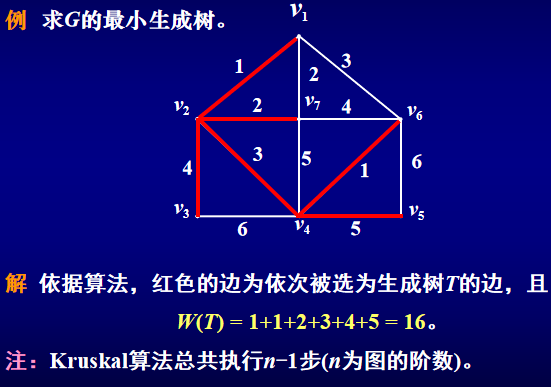 例 求G的最小生成树。
v1
1
2
3
v2
2
v7
4
v6
4
3
5
1
6
v3
v4
v5
6
5
解 依据算法，红色的边为依次被选为生成树T的边，且
W(T) = 1+1+2+3+4+5 = 16。
注：Kruskal算法总共执行n−1步(n为图的阶数)。